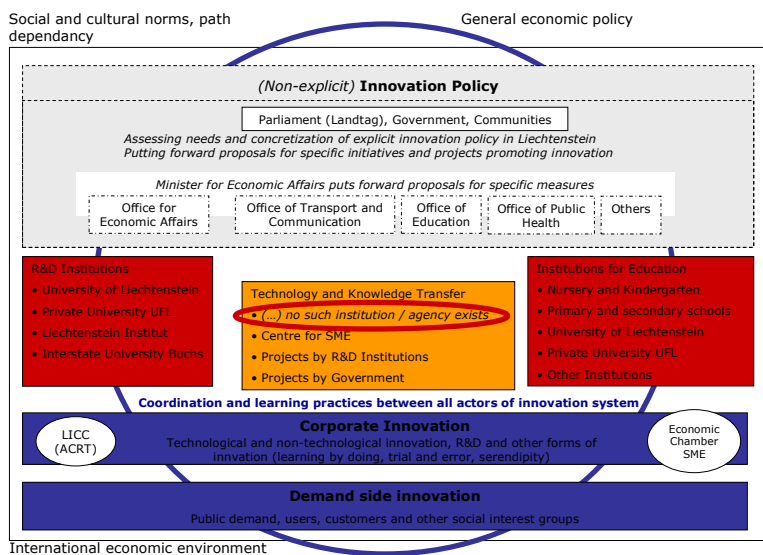 Social and cultural norms, path
dependancy
General economic policy
(Non-explicit) Innovation Policy
Parliament (Landtag), Government, Communities
Assessing needs and concretization of explicit innovation policy in Liechtenstein
Putting forward proposals for specific initiatives and projects promoting innovation
Minister for Economic Affairs puts forward proposals for specific measures
Office for
Economic Affairs
Office of Transport and
Communication
Office of
Education
Office of Public
Health
Others
R&D Institutions
• University of Liechtenstein
• Private University UFL
• Liechtenstein Institut
• Interstate University Buchs
Technology and Knowledge Transfer
• (...) no such institution / agency exists
• Centre for SME
• Projects by R&D Institutions
• Projects by Government
Institutions for Education
• Nursery and Kindergarten
• Primary and secondary schools
• University of Liechtenstein
• Private University UFL
• Other Institutions
Coordination and learning practices between all actors of innovation system
LICC
(ACRT)
Corporate Innovation
Technological and non-technological innovation, R&D and other forms of
innvation (learning by doing, trial and error, serendipity)
Economic
Chamber
SME
Demand side innovation
Public demand, users, customers and other social interest groups
International economic environment